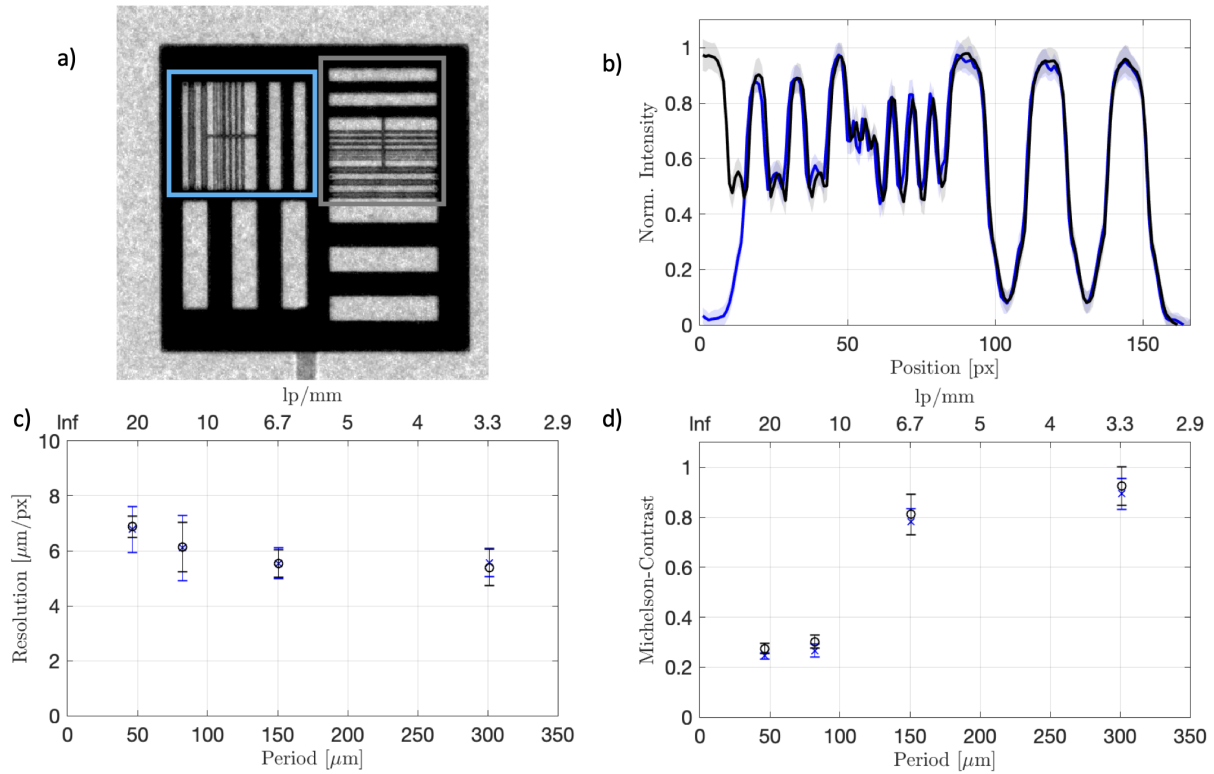 a)
b)
1
0.8
0.6
0.4
0.2
0
Norm. Intensity
0 50 100 150
Position [px]
c)
lp/mm
Inf 20 10 6.7 5 4 3.3 2.9
10
8
6
4
2
0
Resolution [μm/px]
0 50 100 150 200 250 300 350
Period [μm]
d)
lp/mm
Inf 20 10 6.7 5 4 3.3 2.9
1
0.8
0.6
0.4
0.2
0
Michelson-Contrast
0 50 100 150 200 250 300 350
Period [μm]